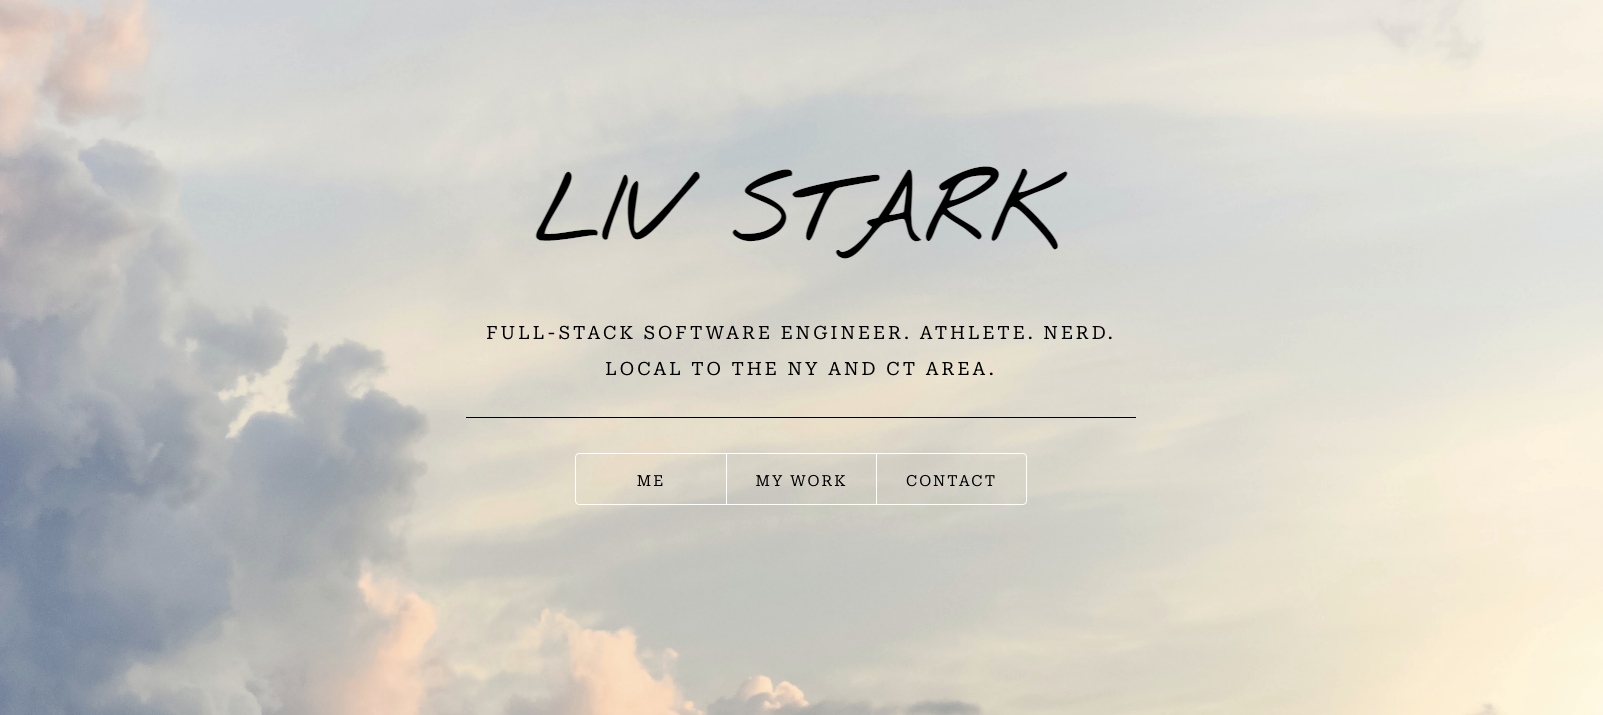 LIV STARK
FULL-STACK SOFTWARE ENGINEER. ATHLETE. NERD.
LOCAL TO THE NY AND CT AREA.
ME
MY WORK
CONTACT